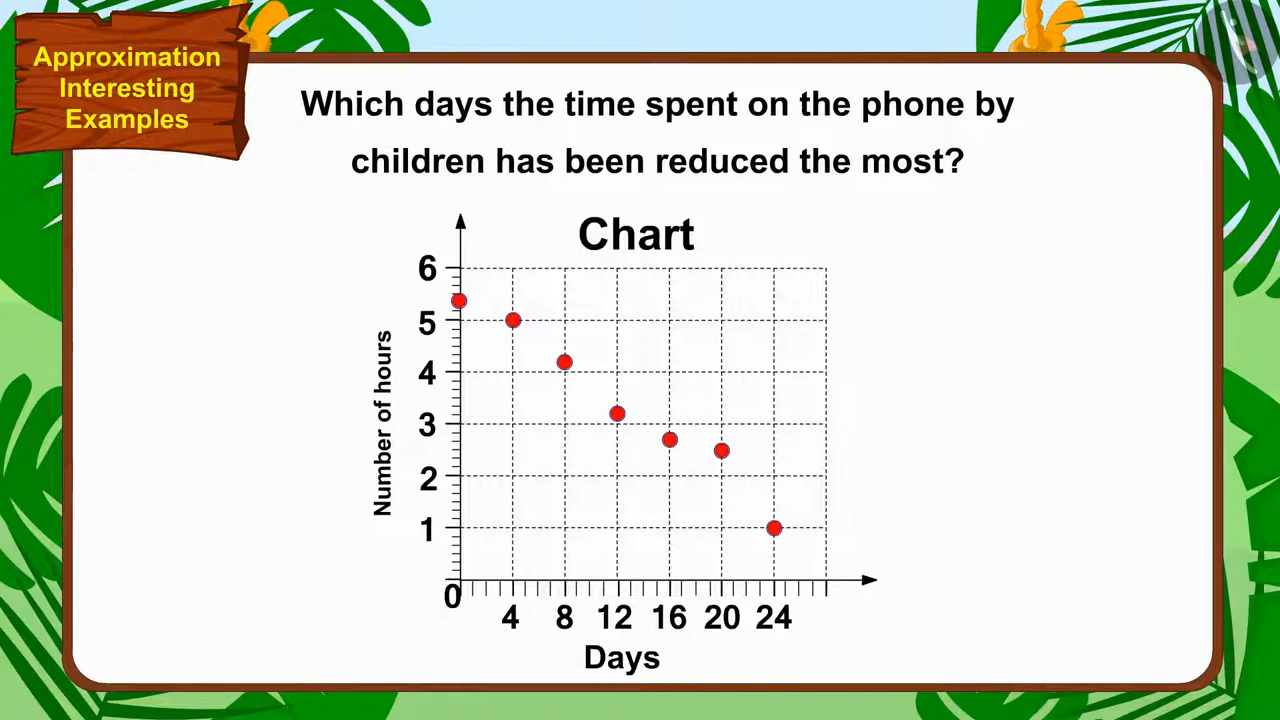 Approximation
Interesting
Examples
Which days the time spent on the phone by
children has been reduced the most?
Chart
Number of hours
6
5
4
3
2
1
0
4 8 12 16 20 24
Days